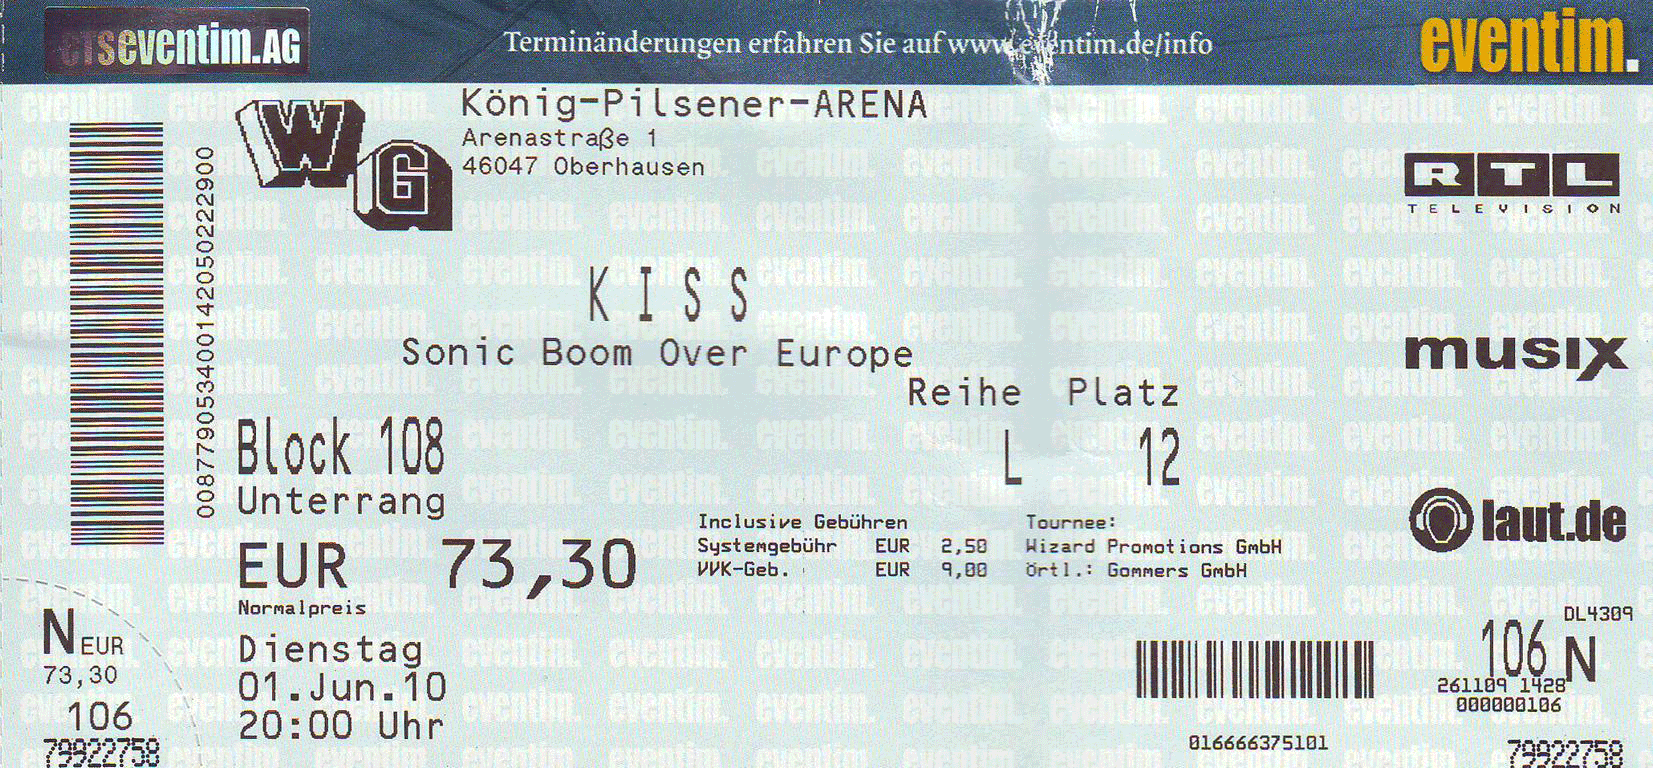 CTSeventim.AG
Terminänderungen erfahren Sie auf www.eventim.de/info
eventim.
WG
König-Pilsener-ARENA
Arenastraße 1
46047 Oberhausen
RTL
TELEVISION
008779053400142050222900
KISS
Sonic Boom Over Europe
musix
Reihe Platz
Block 108 L 12
Unterrang
laut.de
Inclusive Gebühren
Systemgebühr EUR 2,50
VVK-Geb. EUR 9,00
Tournee:
Wizard Promotions GmbH
örtl.: Gommers GmbH
EUR 73,30
Normalpreis
Dienstag
01.Jun.10
20:00 Uhr
N EUR
73,30
106
79922758
016666375101
DL4309
106 N
261109 1428
000000106
79922758